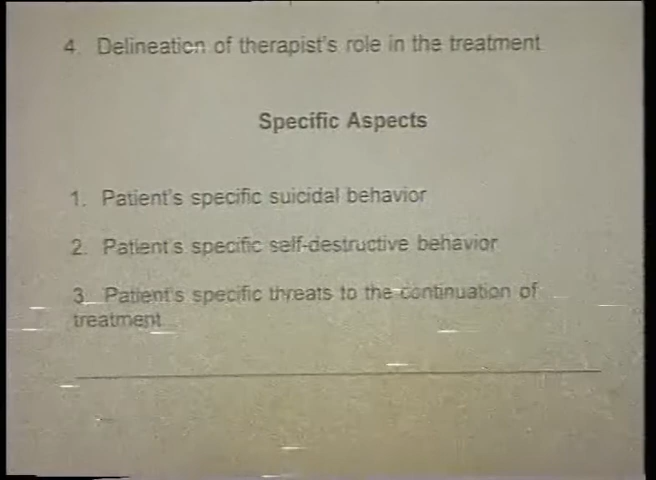 4. Delineation of therapist's role in the treatment
Specific Aspects
1. Patient's specific suicidal behavior
2. Patient's specific self-destructive behavior
3. Patient's specific threats to the continuation of
treatment